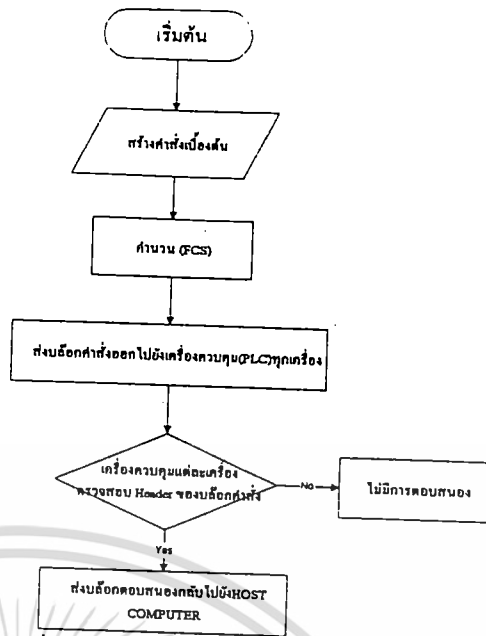 เริ่มต้น
สร้างคำสั่งเบื้องต้น
คำนวน (FCS)
ส่งบล๊อกคำสั่งออกไปยังเครื่องควบคุม(PLC)ทุกเครื่อง
เครื่องควบคุมแต่ละเครื่อง
ตรวจสอบ Header ของบล๊อกคำสั่ง
No
ไม่มีการตอบสนอง
Yes
ส่งบล๊อกตอบสนองกลับไปยังHOST
COMPUTER